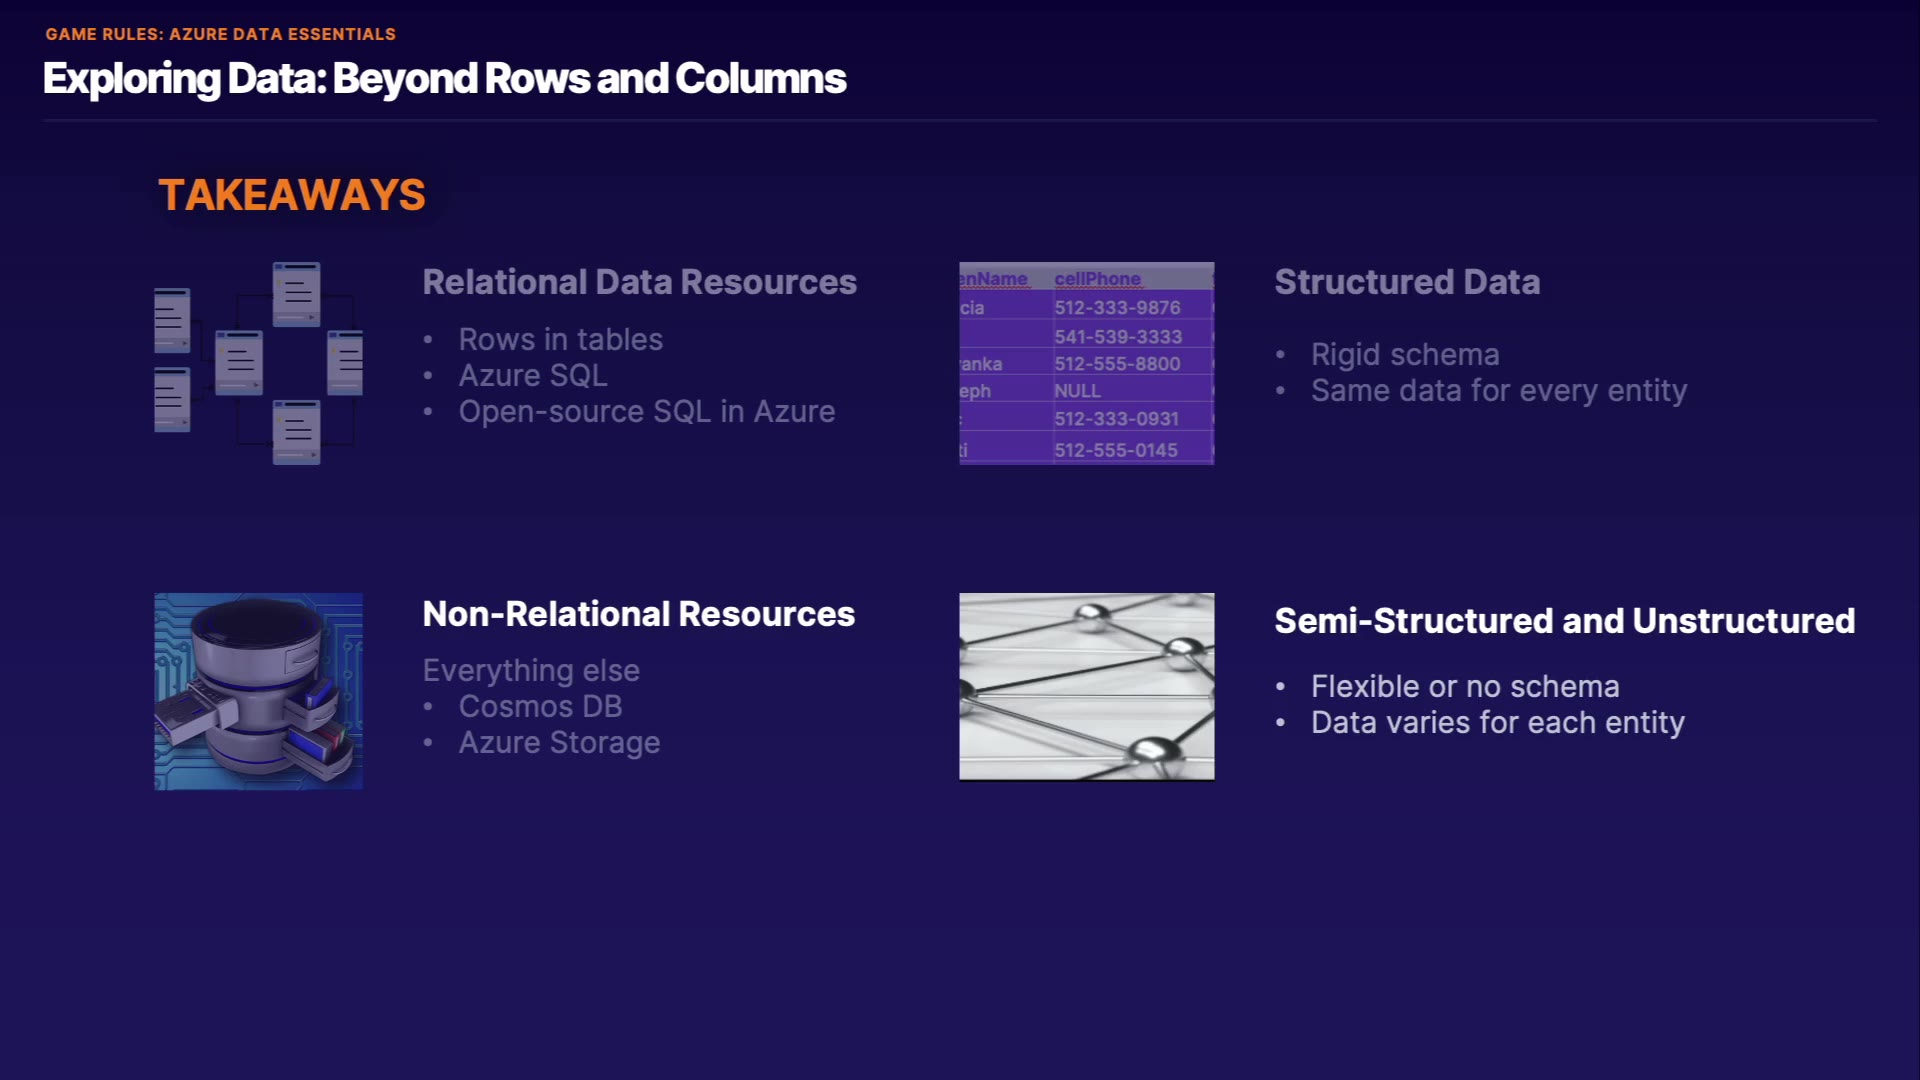 GAME RULES: AZURE DATA ESSENTIALS
Exploring Data: Beyond Rows and Columns
TAKEAWAYS
Relational Data Resources
• Rows in tables
• Azure SQL
• Open-source SQL in Azure
enName cellPhone
cia 512-333-9876
541-539-3333
ranka 512-555-8800
eph NULL
512-333-0931
ti 512-555-0145
Structured Data
• Rigid schema
• Same data for every entity
Non-Relational Resources
Everything else
• Cosmos DB
• Azure Storage
Semi-Structured and Unstructured
• Flexible or no schema
• Data varies for each entity